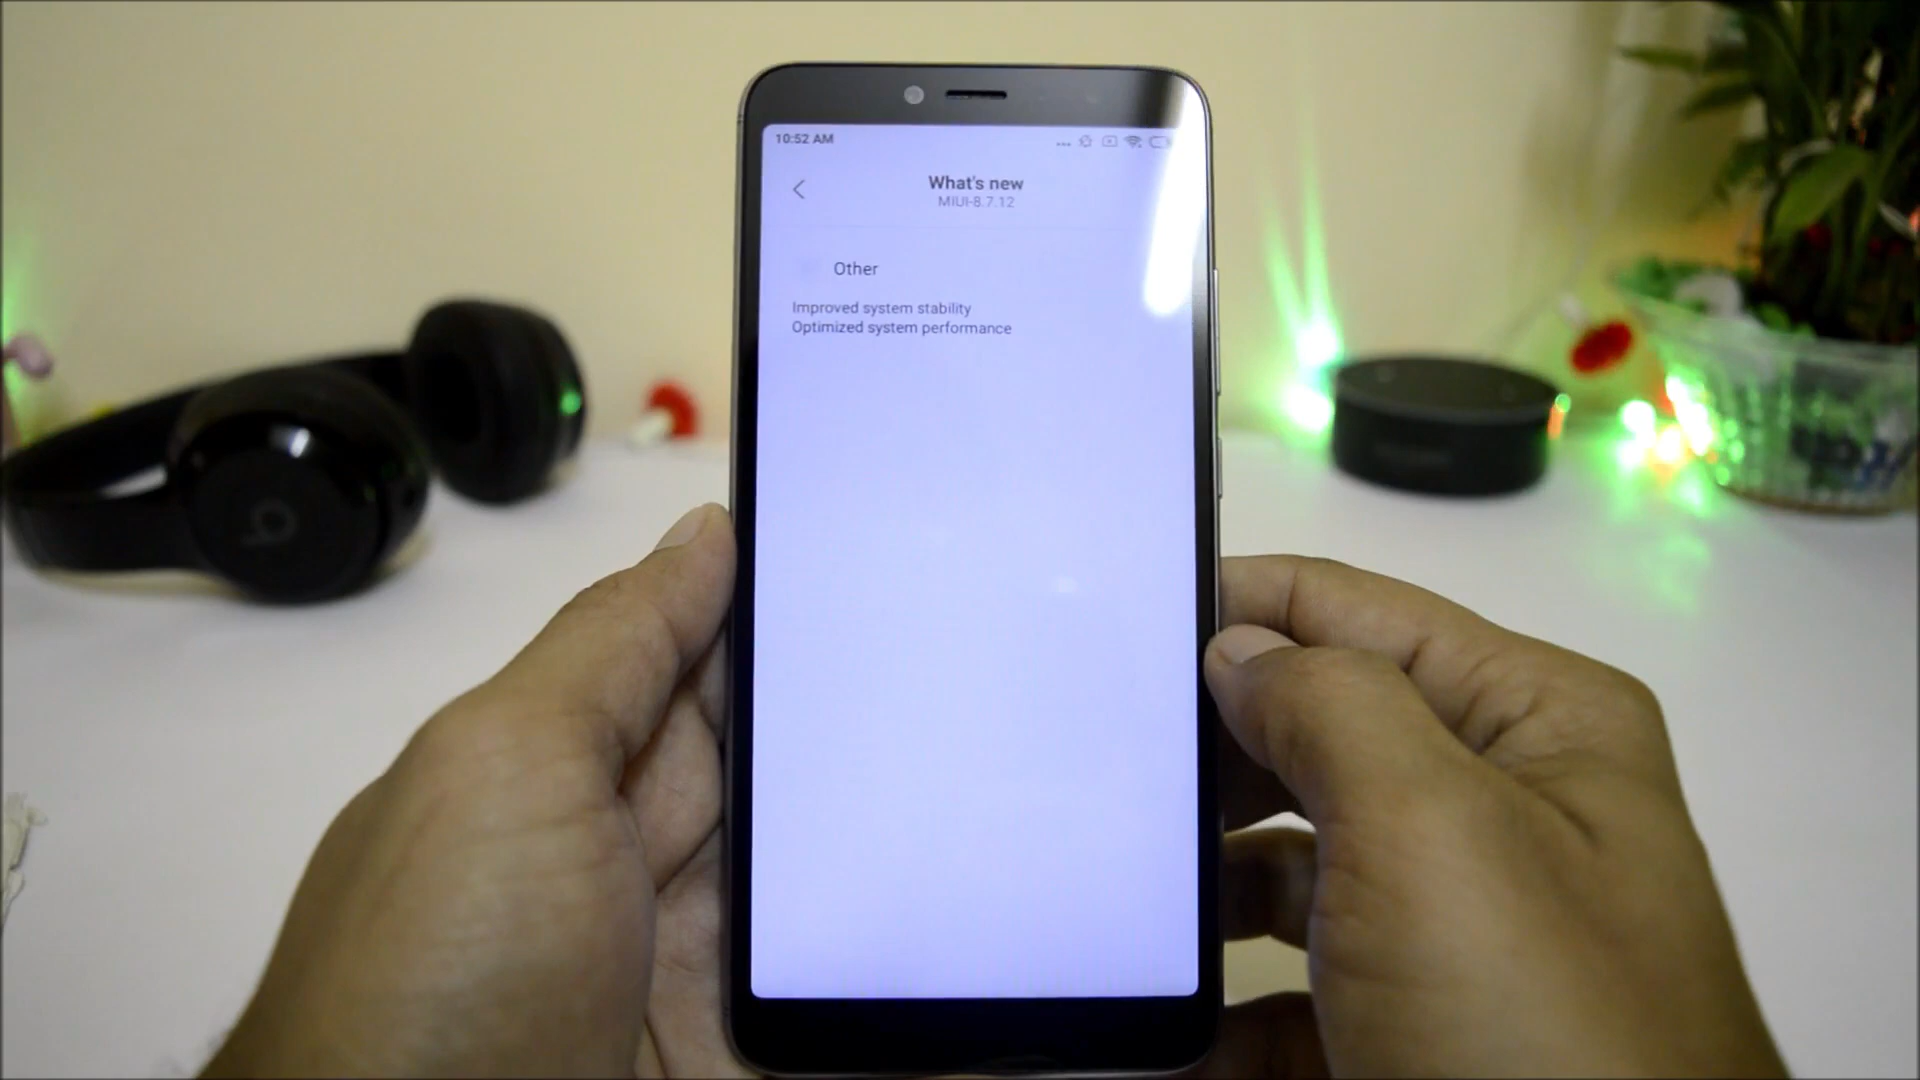 10:52 AM
What's new
MIUI-8.7.12
Other
Improved system stability
Optimized system performance